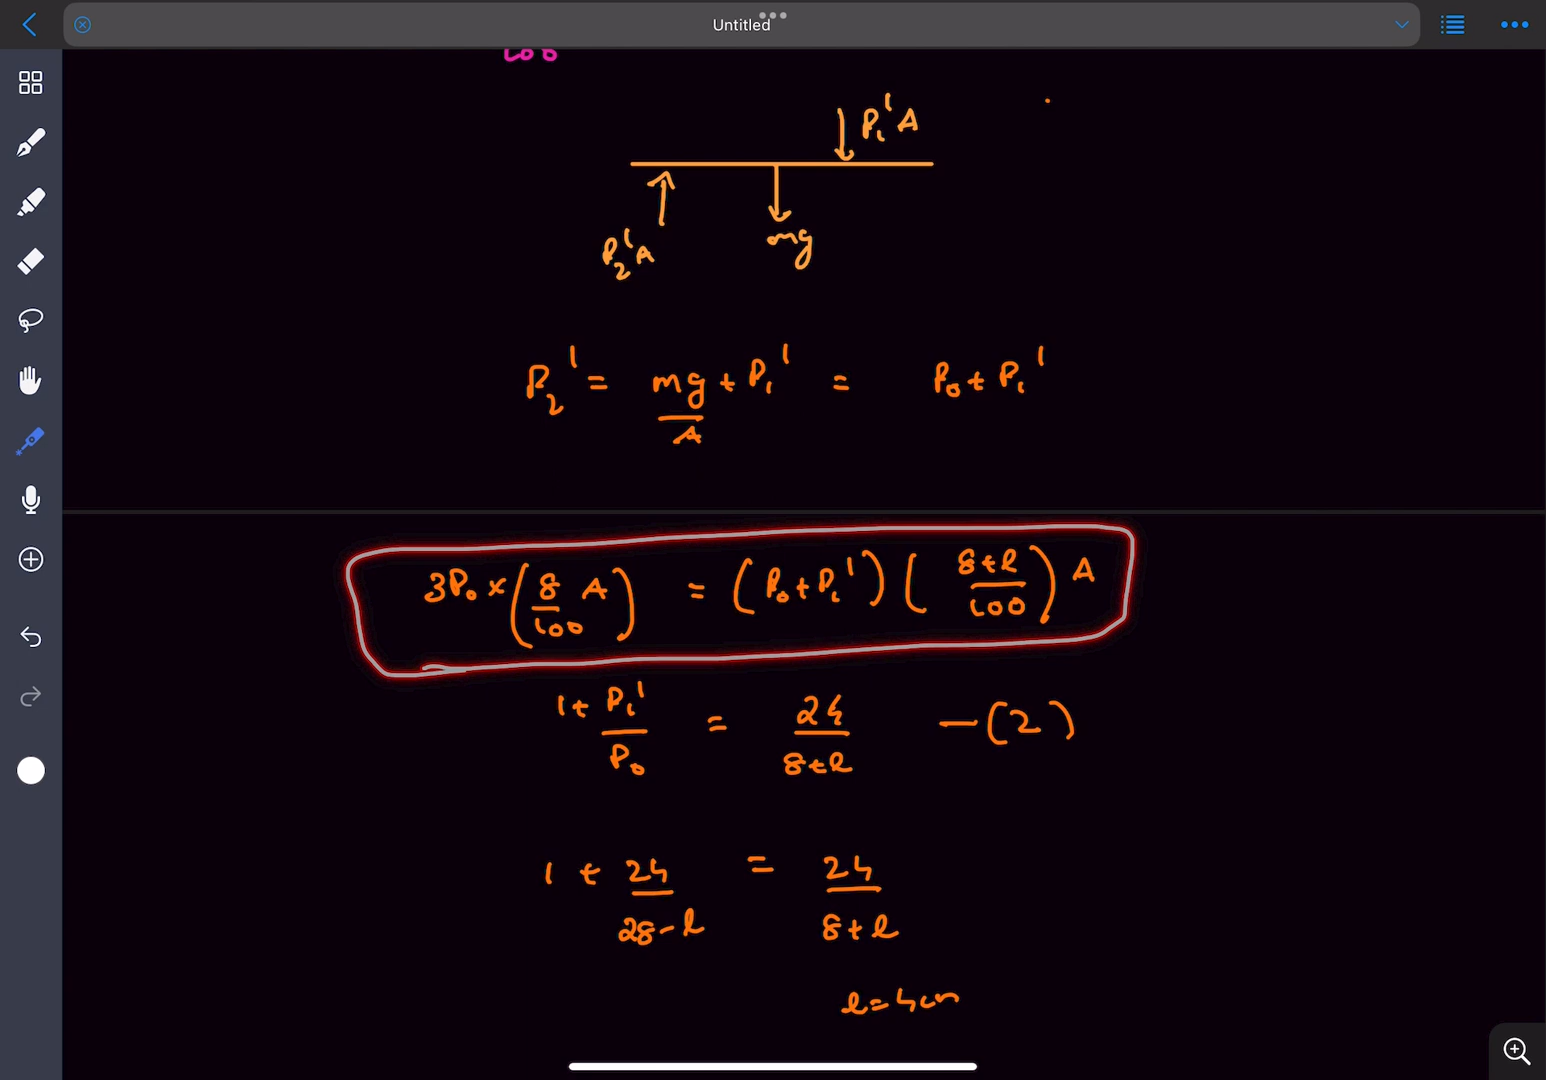 Untitled
100
P₁'A
P₂'A
mg
P₂' = mg/A + P₁' = P₀ + P₁'
3P₀ × (8/100 A) = (P₀ + P₁') (8+l/100) A
1 + P₁'/P₀ = 24/8+l — (2)
1 + 24/28-l = 24/8+l
l = 4cm